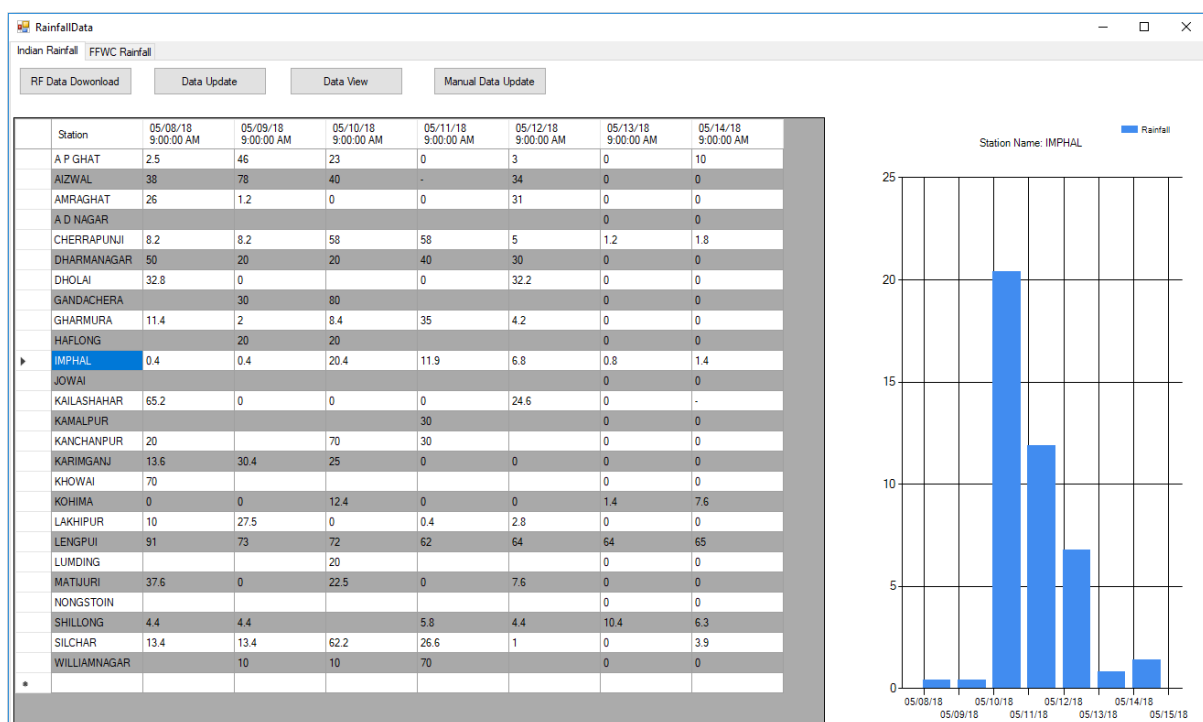 RainfallData
Indian Rainfall FFWC Rainfall
RF Data Dowonload Data Update Data View Manual Data Update
Station 05/08/18 9:00:00 AM 05/09/18 9:00:00 AM 05/10/18 9:00:00 AM 05/11/18 9:00:00 AM 05/12/18 9:00:00 AM 05/13/18 9:00:00 AM 05/14/18 9:00:00 AM
A P GHAT 2.5 46 23 0 3 0 10
AIZWAL 38 78 40 - 34 0 0
AMRAGHAT 26 1.2 0 0 31 0 0
A D NAGAR 0 0
CHERRAPUNJI 8.2 8.2 58 58 5 1.2 1.8
DHARMANAGAR 50 20 20 40 30 0 0
DHOLAI 32.8 0 0 32.2 0 0
GANDACHERA 30 80 0 0
GHARMURA 11.4 2 8.4 35 4.2 0 0
HAFLONG 20 20 0 0
IMPHAL 0.4 0.4 20.4 11.9 6.8 0.8 1.4
JOWAI 0 0
KAILASHAHAR 65.2 0 0 0 24.6 0 -
KAMALPUR 30 0 0
KANCHANPUR 20 70 30 0 0
KARIMGANJ 13.6 30.4 25 0 0 0 0
KHOWAI 70 0 0
KOHIMA 0 0 12.4 0 0 1.4 7.6
LAKHIPUR 10 27.5 0 0.4 2.8 0 0
LENGPUI 91 73 72 62 64 64 65
LUMDING 20 0 0
MATIJURI 37.6 0 22.5 0 7.6 0 0
NONGSTOIN 0 0
SHILLONG 4.4 4.4 5.8 4.4 10.4 6.3
SILCHAR 13.4 13.4 62.2 26.6 1 0 3.9
WILLIAMNAGAR 10 10 70 0 0
Rainfall
Station Name: IMPHAL
25
20
15
10
5
0
05/08/18 05/10/18 05/12/18 05/14/18
05/09/18 05/11/18 05/13/18 05/15/18